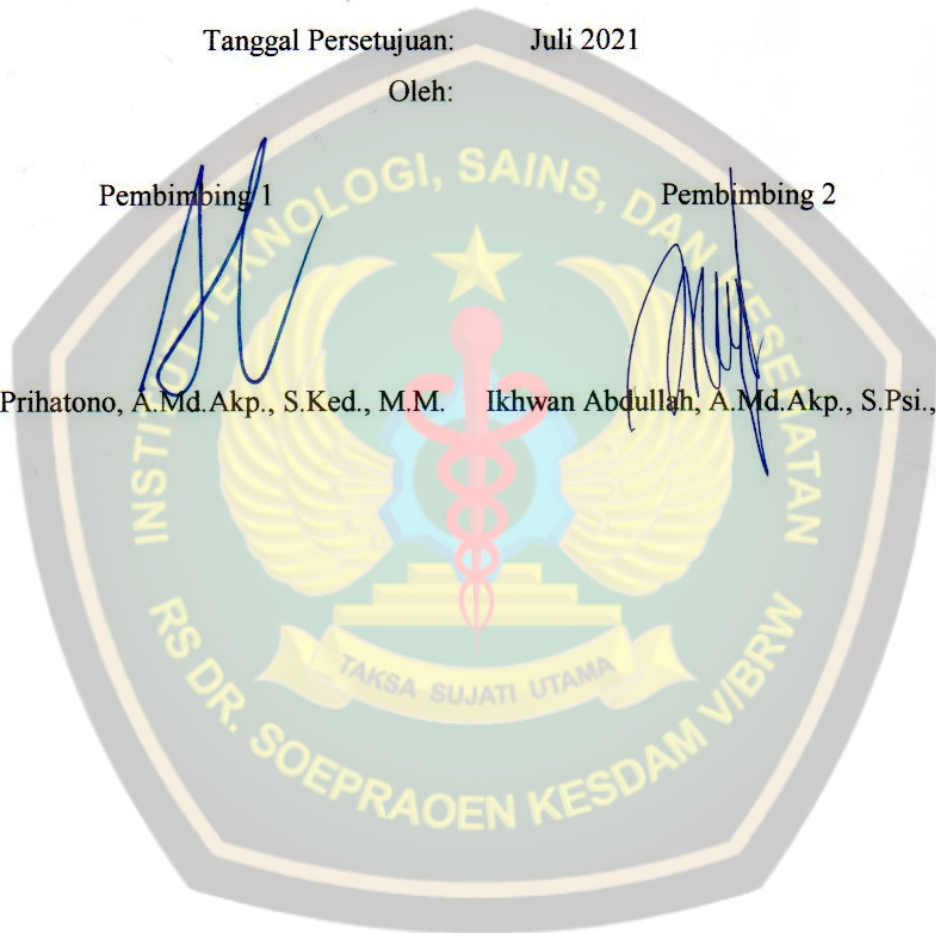 Tanggal Persetujuan: Juli 2021
Oleh:
Pembimbing 1 Pembimbing 2
Prihatono, A.Md.Akp., S.Ked., M.M. Ikhwan Abdullah, A.Md.Akp., S.Psi.,
INSTITUT TEKNOLOGI, SAINS, DAN KESEHATAN
TAKSA SUJATI UTAMA
RS DR. SOEPRAOEN KESDAM V/BRW